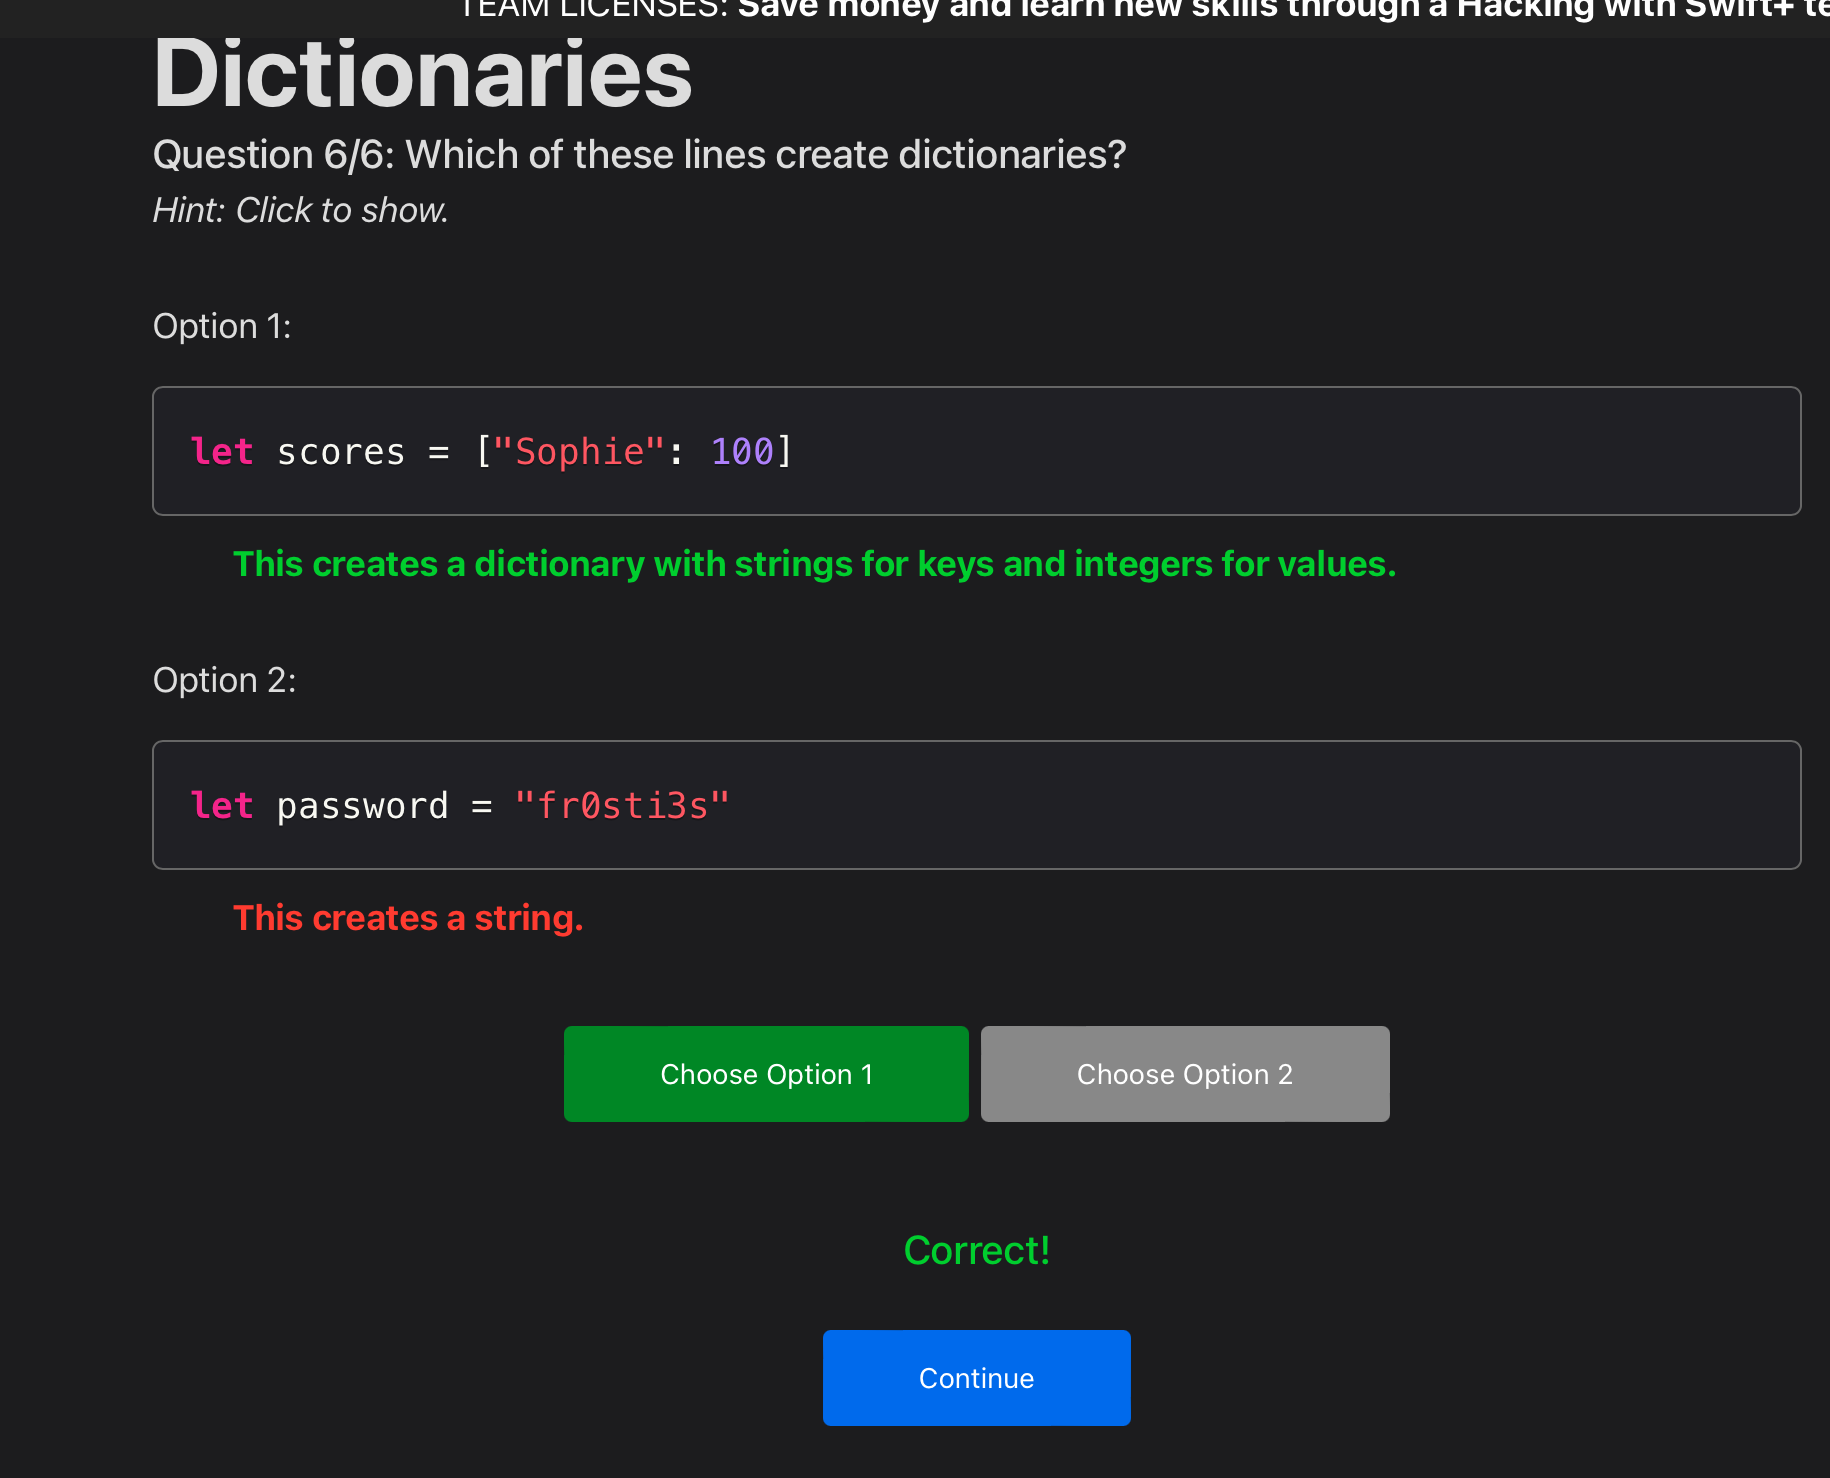 TEAM LICENSES: Save money and learn new skills through a Hacking with Swift+ te
Dictionaries
Question 6/6: Which of these lines create dictionaries?
Hint: Click to show.
Option 1:
let scores = ["Sophie": 100]
This creates a dictionary with strings for keys and integers for values.
Option 2:
let password = "fr0sti3s"
This creates a string.
Choose Option 1 Choose Option 2
Correct!
Continue